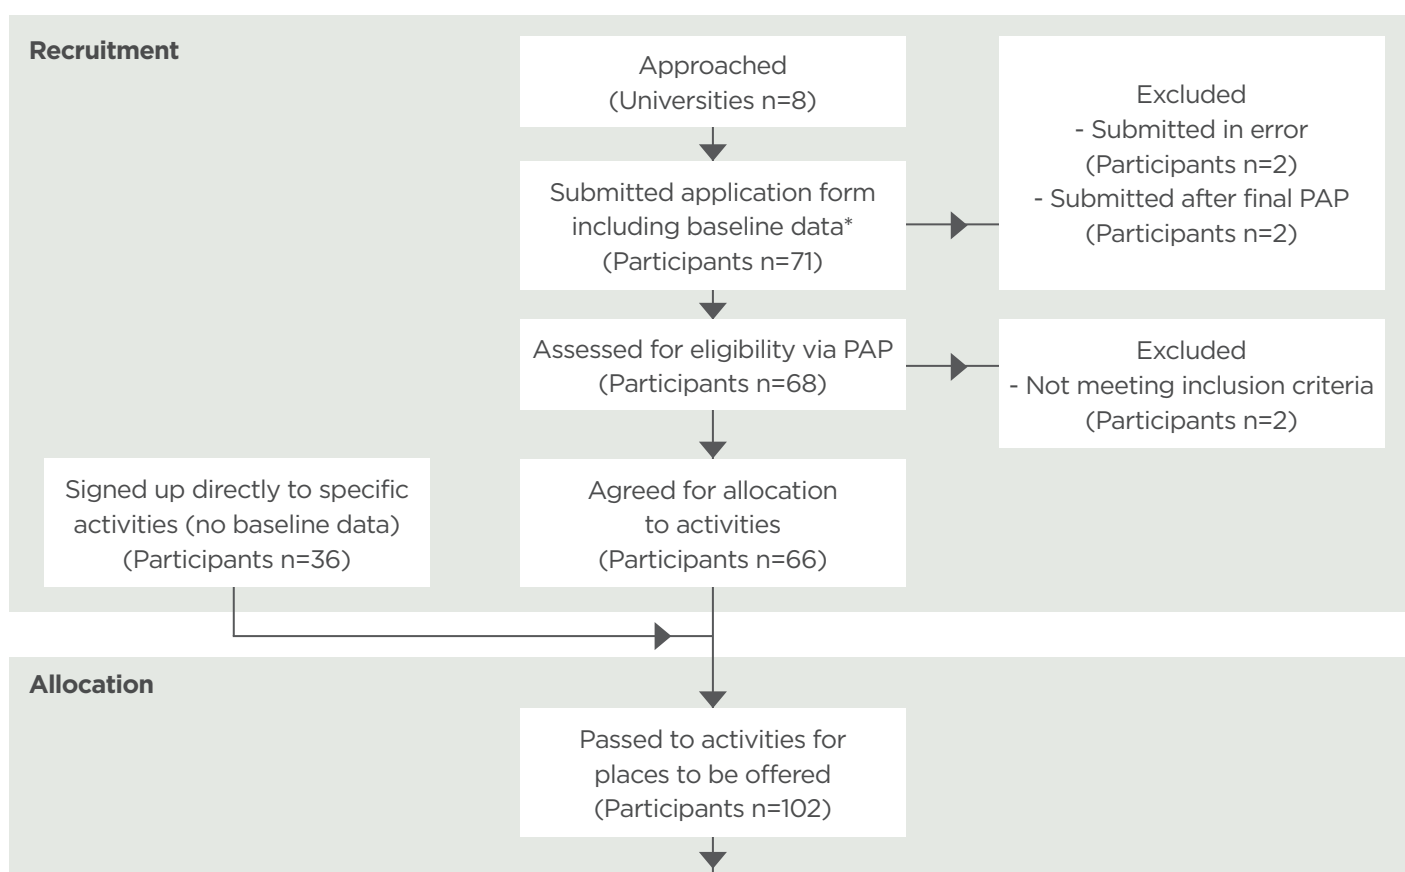 Recruitment
Approached
(Universities n=8)
Excluded
- Submitted in error
(Participants n=2)
- Submitted after final PAP
(Participants n=2)
Submitted application form
including baseline data*
(Participants n=71)
Assessed for eligibility via PAP
(Participants n=68)
Excluded
- Not meeting inclusion criteria
(Participants n=2)
Signed up directly to specific
activities (no baseline data)
(Participants n=36)
Agreed for allocation
to activities
(Participants n=66)
Allocation
Passed to activities for
places to be offered
(Participants n=102)